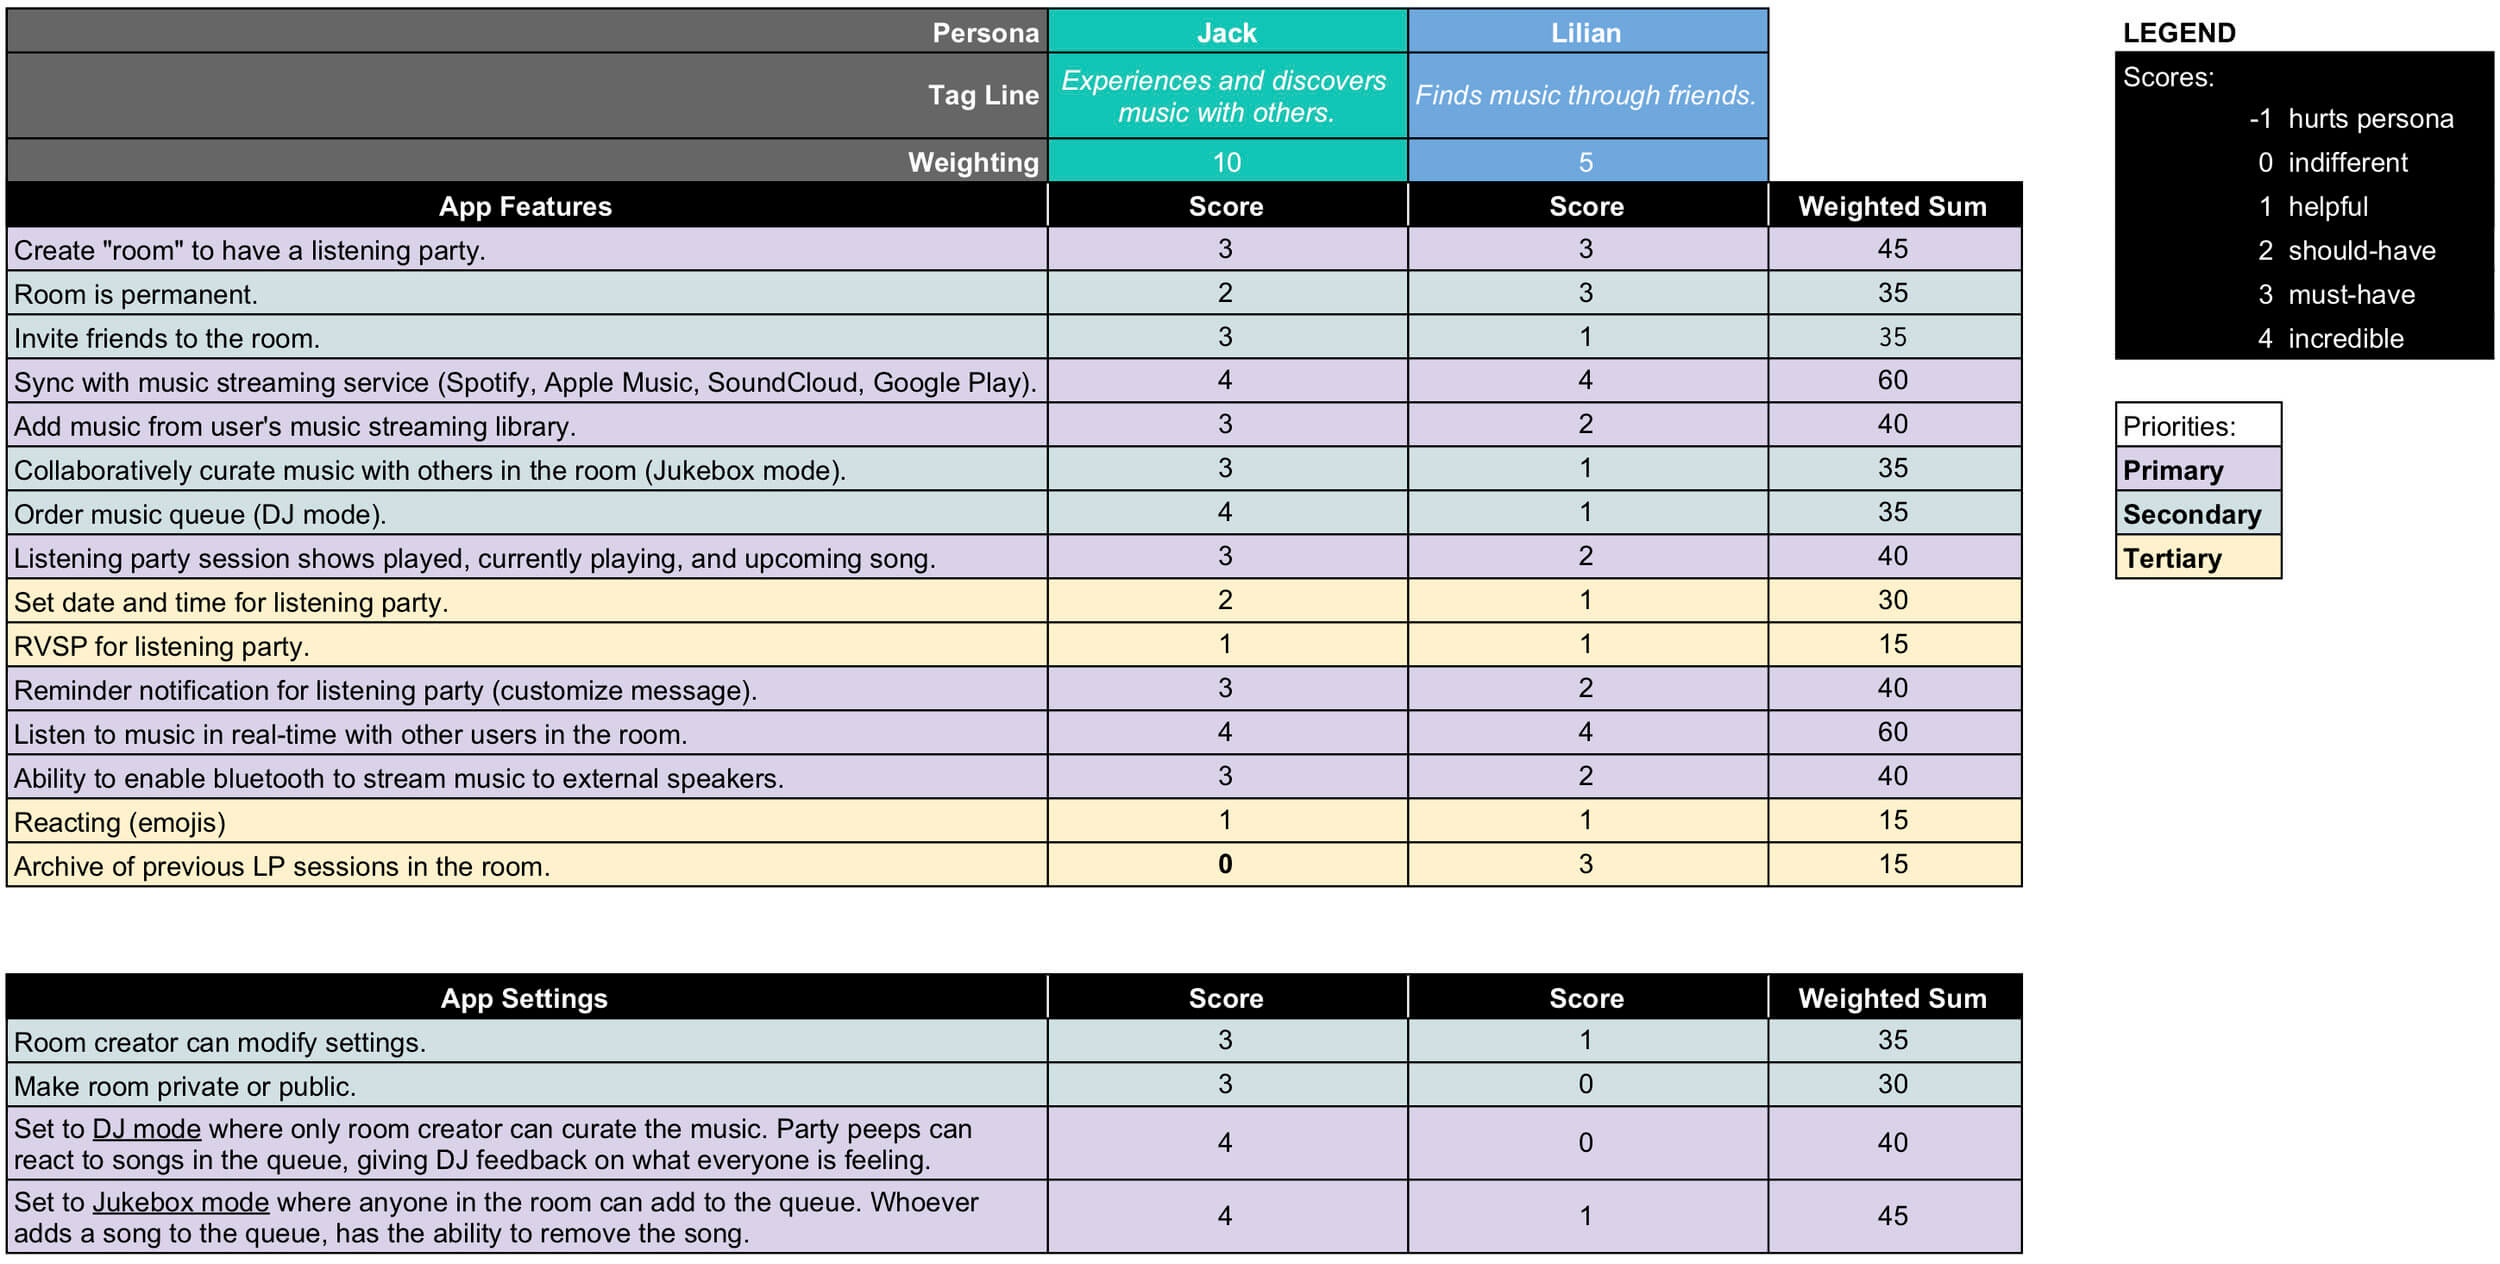 Persona Jack Lilian
Tag Line Experiences and discovers music with others. Finds music through friends.
Weighting 10 5
App Features Score Score Weighted Sum
Create "room" to have a listening party. 3 3 45
Room is permanent. 2 3 35
Invite friends to the room. 3 1 35
Sync with music streaming service (Spotify, Apple Music, SoundCloud, Google Play). 4 4 60
Add music from user's music streaming library. 3 2 40
Collaboratively curate music with others in the room (Jukebox mode). 3 1 35
Order music queue (DJ mode). 4 1 35
Listening party session shows played, currently playing, and upcoming song. 3 2 40
Set date and time for listening party. 2 1 30
RVSP for listening party. 1 1 15
Reminder notification for listening party (customize message). 3 2 40
Listen to music in real-time with other users in the room. 4 4 60
Ability to enable bluetooth to stream music to external speakers. 3 2 40
Reacting (emojis) 1 1 15
Archive of previous LP sessions in the room. 0 3 15
App Settings Score Score Weighted Sum
Room creator can modify settings. 3 1 35
Make room private or public. 3 0 30
Set to DJ mode where only room creator can curate the music. Party peeps can
react to songs in the queue, giving DJ feedback on what everyone is feeling. 4 0 40
Set to Jukebox mode where anyone in the room can add to the queue. Whoever
adds a song to the queue, has the ability to remove the song. 4 1 45
LEGEND
Scores:
-1 hurts persona
0 indifferent
1 helpful
2 should-have
3 must-have
4 incredible
Priorities:
Primary
Secondary
Tertiary